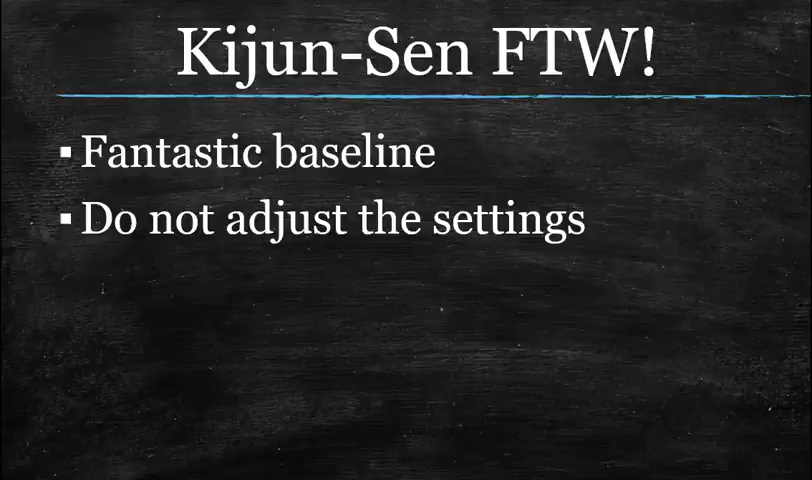 Kijun-Sen FTW!
▪ Fantastic baseline
▪ Do not adjust the settings